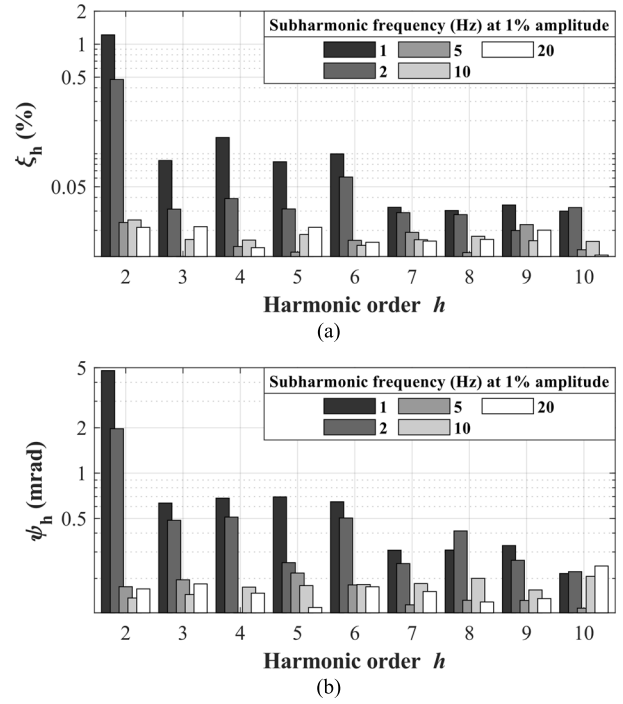 2
1
0.5
0.05
ξh (%)
Subharmonic frequency (Hz) at 1% amplitude
1 5 20
2 10
2 3 4 5 6 7 8 9 10
Harmonic order h
(a)
5
2
1
0.5
ψh (mrad)
Subharmonic frequency (Hz) at 1% amplitude
1 5 20
2 10
2 3 4 5 6 7 8 9 10
Harmonic order h
(b)